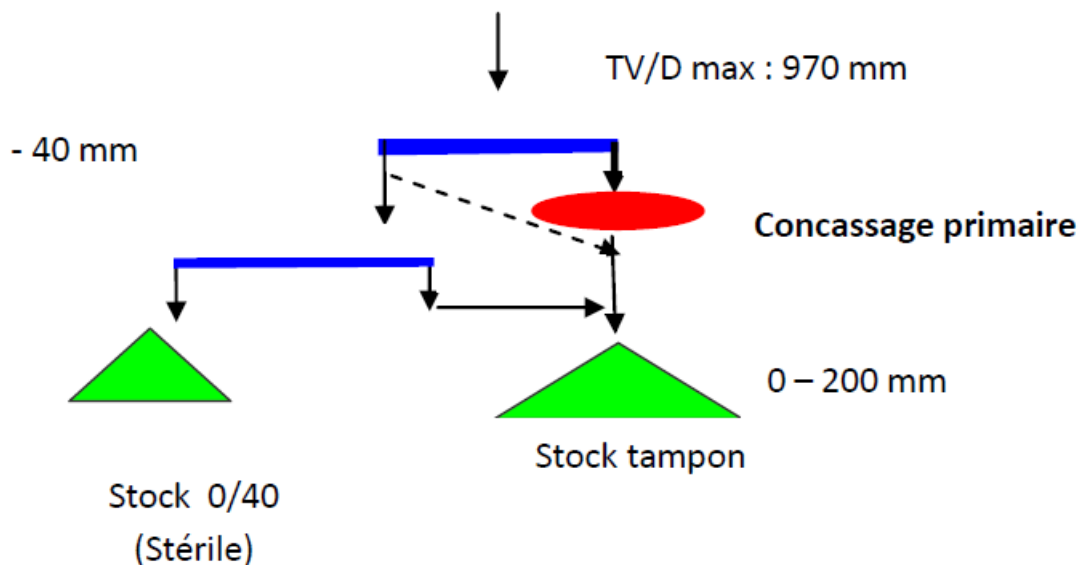 TV/D max : 970 mm
- 40 mm
Concassage primaire
0 – 200 mm
Stock tampon
Stock 0/40
(Stérile)